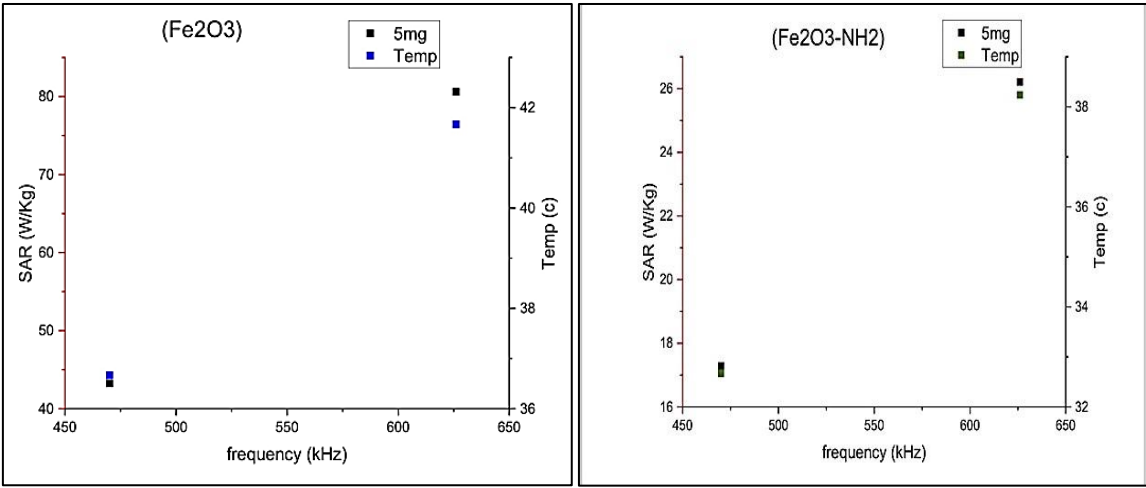 (Fe2O3)
5mg
Temp
80
70
60
50
40
SAR (W/Kg)
42
40
38
36
Temp (c)
450 500 550 600 650
frequency (kHz)
(Fe2O3-NH2)
5mg
Temp
26
24
22
20
18
16
SAR (W/Kg)
38
36
34
32
Temp (c)
450 500 550 600 650
frequency (kHz)